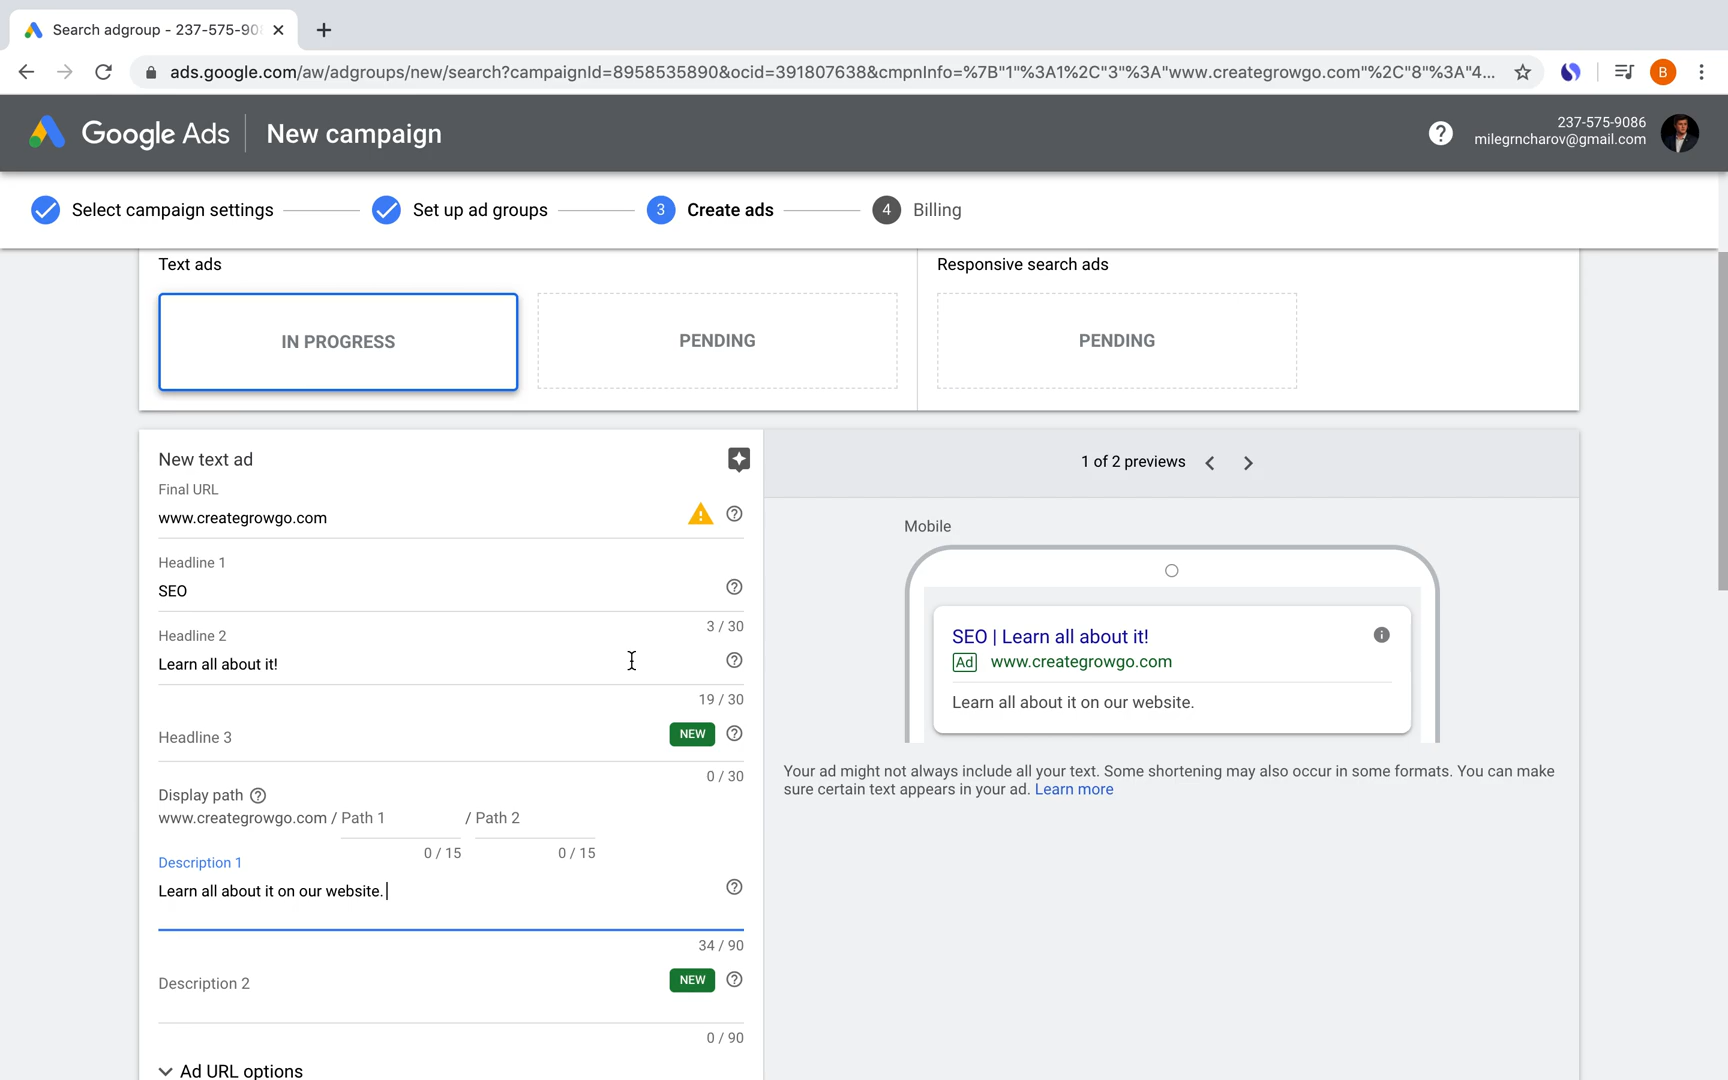 Search adgroup - 237-575-90
ads.google.com/aw/adgroups/new/search?campaignId=8958535890&ocid=391807638&cmpnInfo=%7B"1"%3A1%2C"3"%3A"www.creategrowgo.com"%2C"8"%3A"4...
B
Google Ads
New campaign
?
237-575-9086
milegrncharov@gmail.com
Select campaign settings
Set up ad groups
3 Create ads
4 Billing
Text ads
Responsive search ads
IN PROGRESS
PENDING
PENDING
New text ad
Final URL
www.creategrowgo.com
Headline 1
SEO
3 / 30
Headline 2
Learn all about it!
19 / 30
Headline 3
NEW
0 / 30
Display path
www.creategrowgo.com / Path 1 / Path 2
0 / 15 0 / 15
Description 1
Learn all about it on our website.
34 / 90
Description 2
NEW
0 / 90
Ad URL options
1 of 2 previews
Mobile
SEO | Learn all about it!
Ad www.creategrowgo.com
Learn all about it on our website.
Your ad might not always include all your text. Some shortening may also occur in some formats. You can make
sure certain text appears in your ad. Learn more